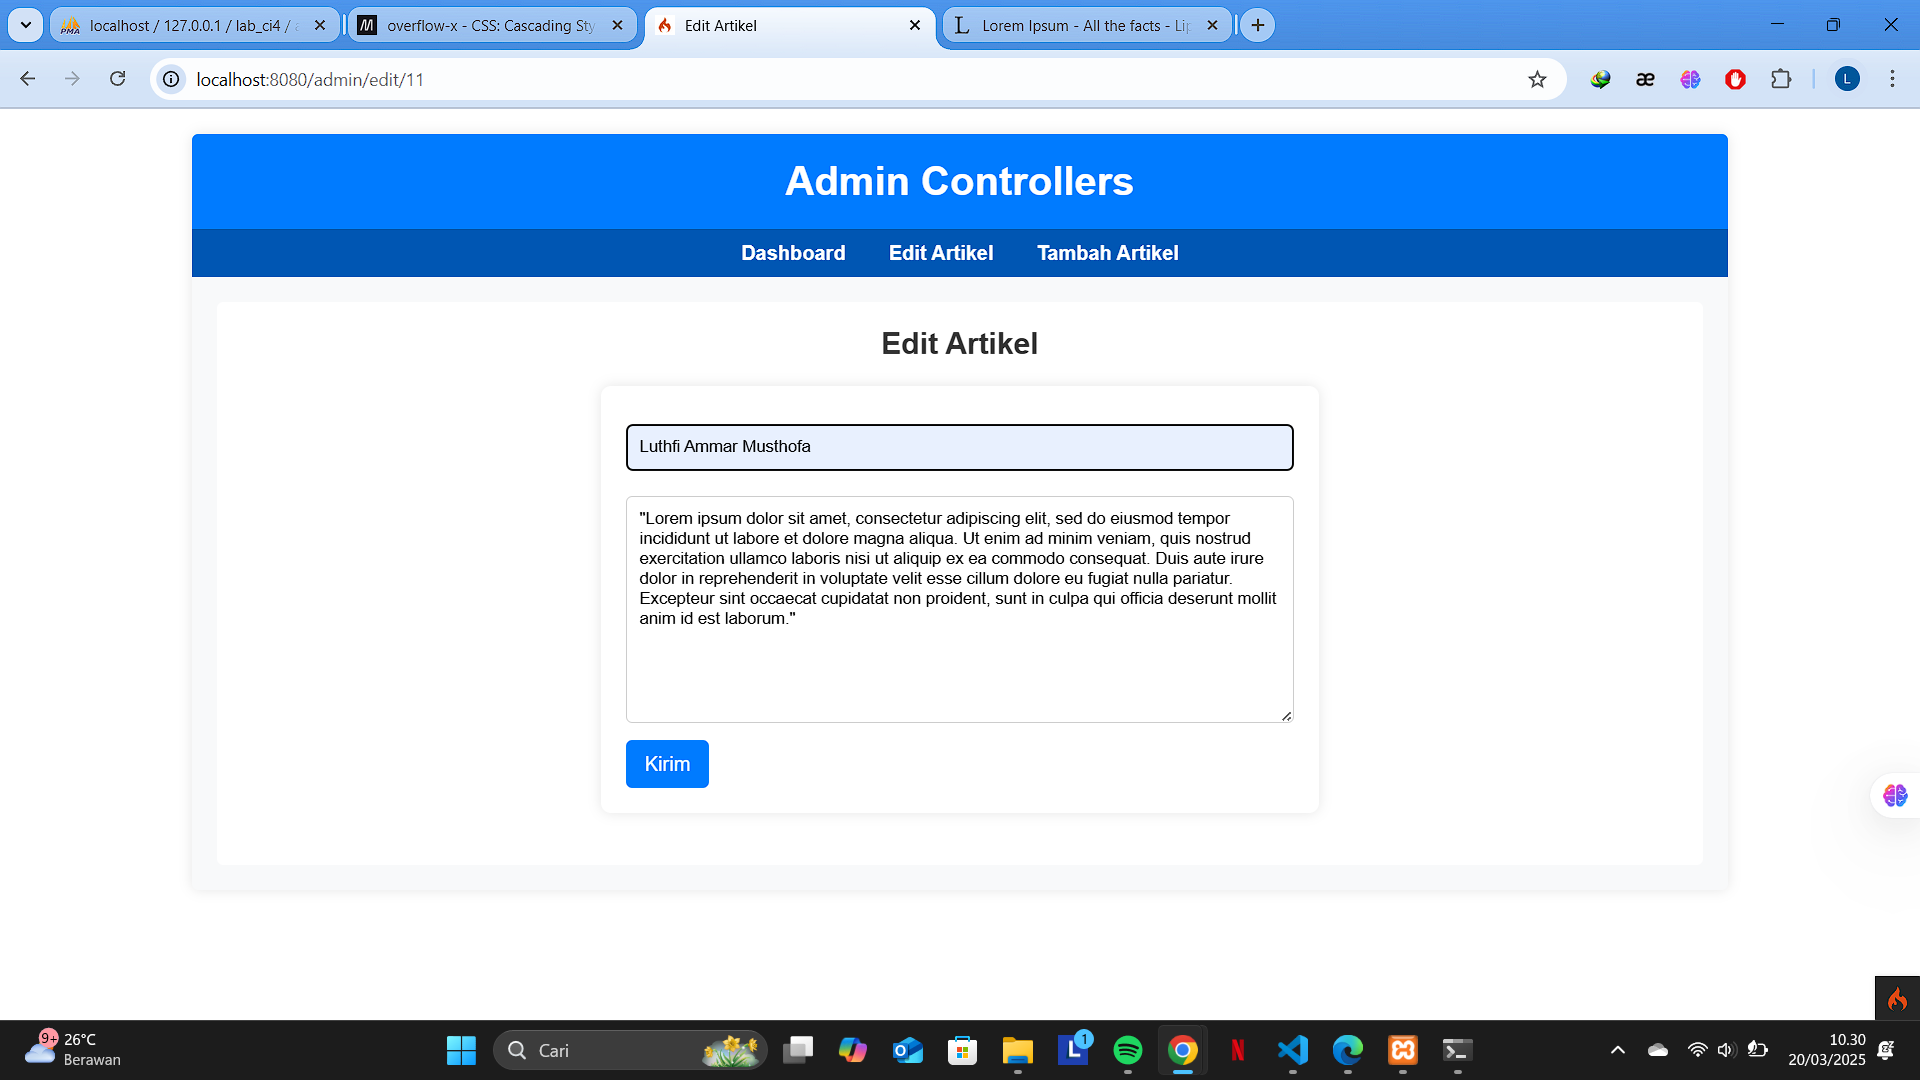 localhost / 127.0.0.1 / lab_ci4 /
overflow-x - CSS: Cascading Sty
Edit Artikel
Lorem Ipsum - All the facts - Lip
localhost:8080/admin/edit/11
L
Admin Controllers
Dashboard
Edit Artikel
Tambah Artikel
Edit Artikel
Luthfi Ammar Musthofa
"Lorem ipsum dolor sit amet, consectetur adipiscing elit, sed do eiusmod tempor
incididunt ut labore et dolore magna aliqua. Ut enim ad minim veniam, quis nostrud
exercitation ullamco laboris nisi ut aliquip ex ea commodo consequat. Duis aute irure
dolor in reprehenderit in voluptate velit esse cillum dolore eu fugiat nulla pariatur.
Excepteur sint occaecat cupidatat non proident, sunt in culpa qui officia deserunt mollit
anim id est laborum."
Kirim
9+
26°C
Berawan
Cari
1
10.30
20/03/2025